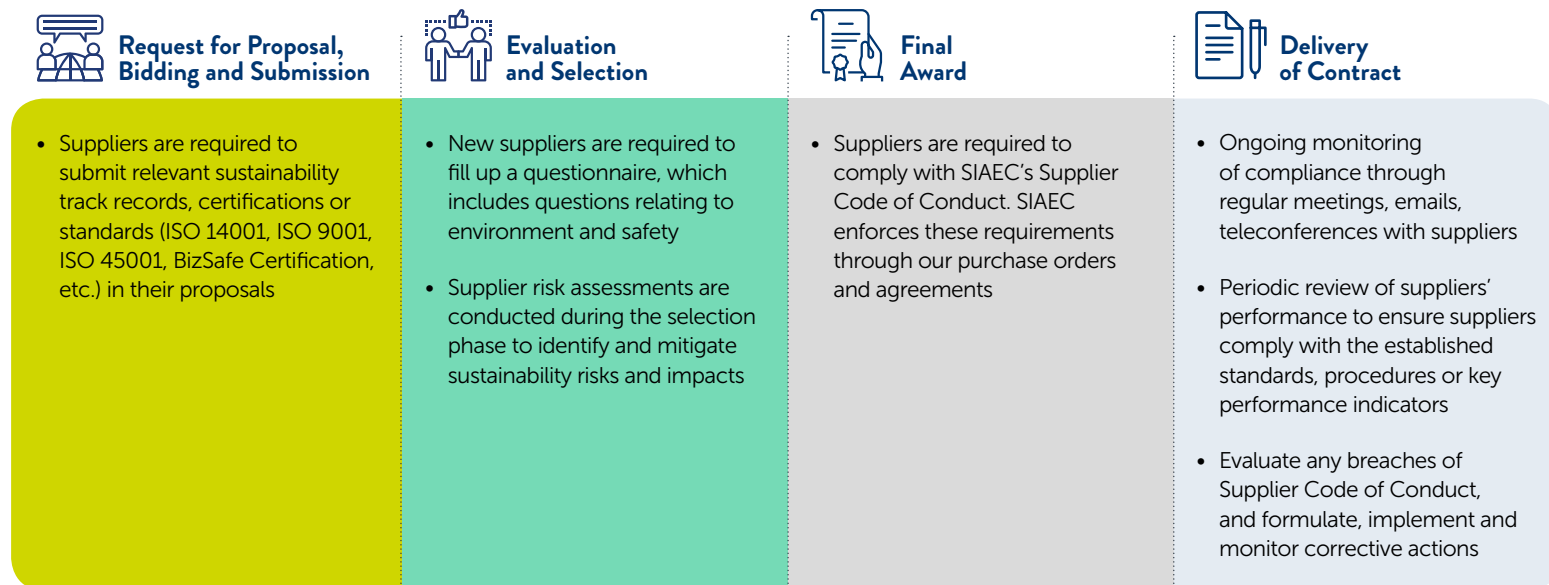 Request for Proposal,
Bidding and Submission
• Suppliers are required to
submit relevant sustainability
track records, certifications or
standards (ISO 14001, ISO 9001,
ISO 45001, BizSafe Certification,
etc.) in their proposals
Evaluation
and Selection
• New suppliers are required to
fill up a questionnaire, which
includes questions relating to
environment and safety
• Supplier risk assessments are
conducted during the selection
phase to identify and mitigate
sustainability risks and impacts
Final
Award
• Suppliers are required to
comply with SIAEC’s Supplier
Code of Conduct. SIAEC
enforces these requirements
through our purchase orders
and agreements
Delivery
of Contract
• Ongoing monitoring
of compliance through
regular meetings, emails,
teleconferences with suppliers
• Periodic review of suppliers’
performance to ensure suppliers
comply with the established
standards, procedures or key
performance indicators
• Evaluate any breaches of
Supplier Code of Conduct,
and formulate, implement and
monitor corrective actions